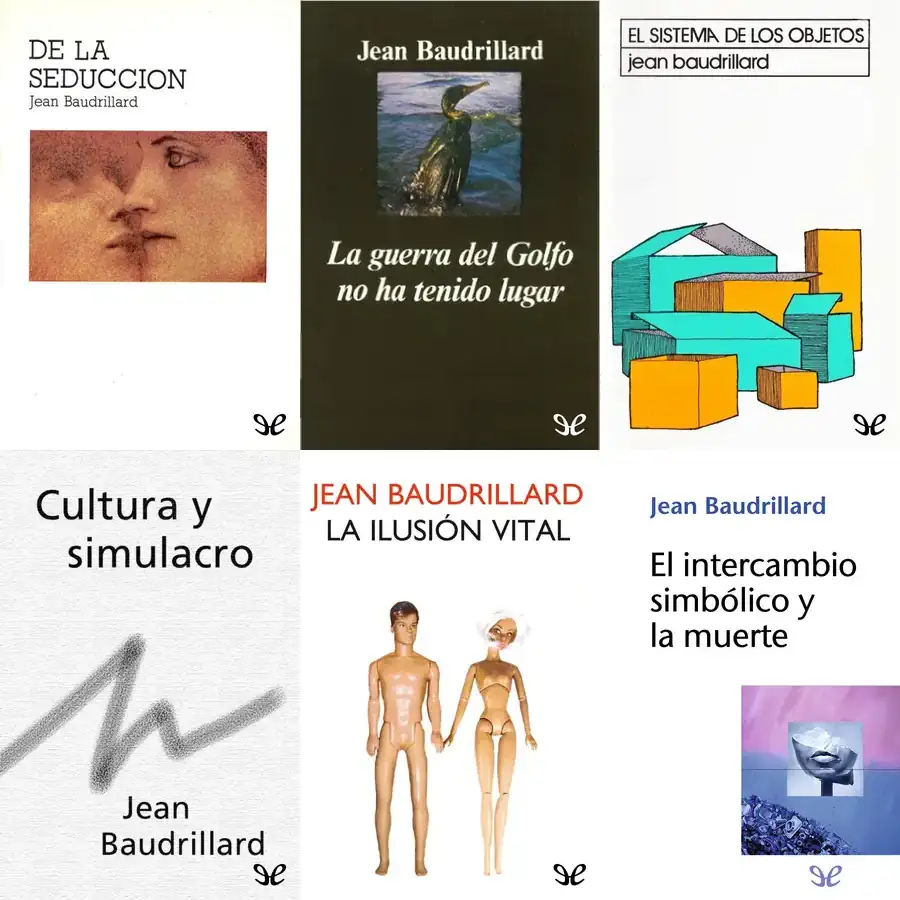 DE LA
SEDUCCION
Jean Baudrillard
Jean Baudrillard
La guerra del Golfo
no ha tenido lugar
EL SISTEMA DE LOS OBJETOS
jean baudrillard
Cultura y
simulacro
Jean
Baudrillard
JEAN BAUDRILLARD
LA ILUSIÓN VITAL
Jean Baudrillard
El intercambio
simbólico y
la muerte